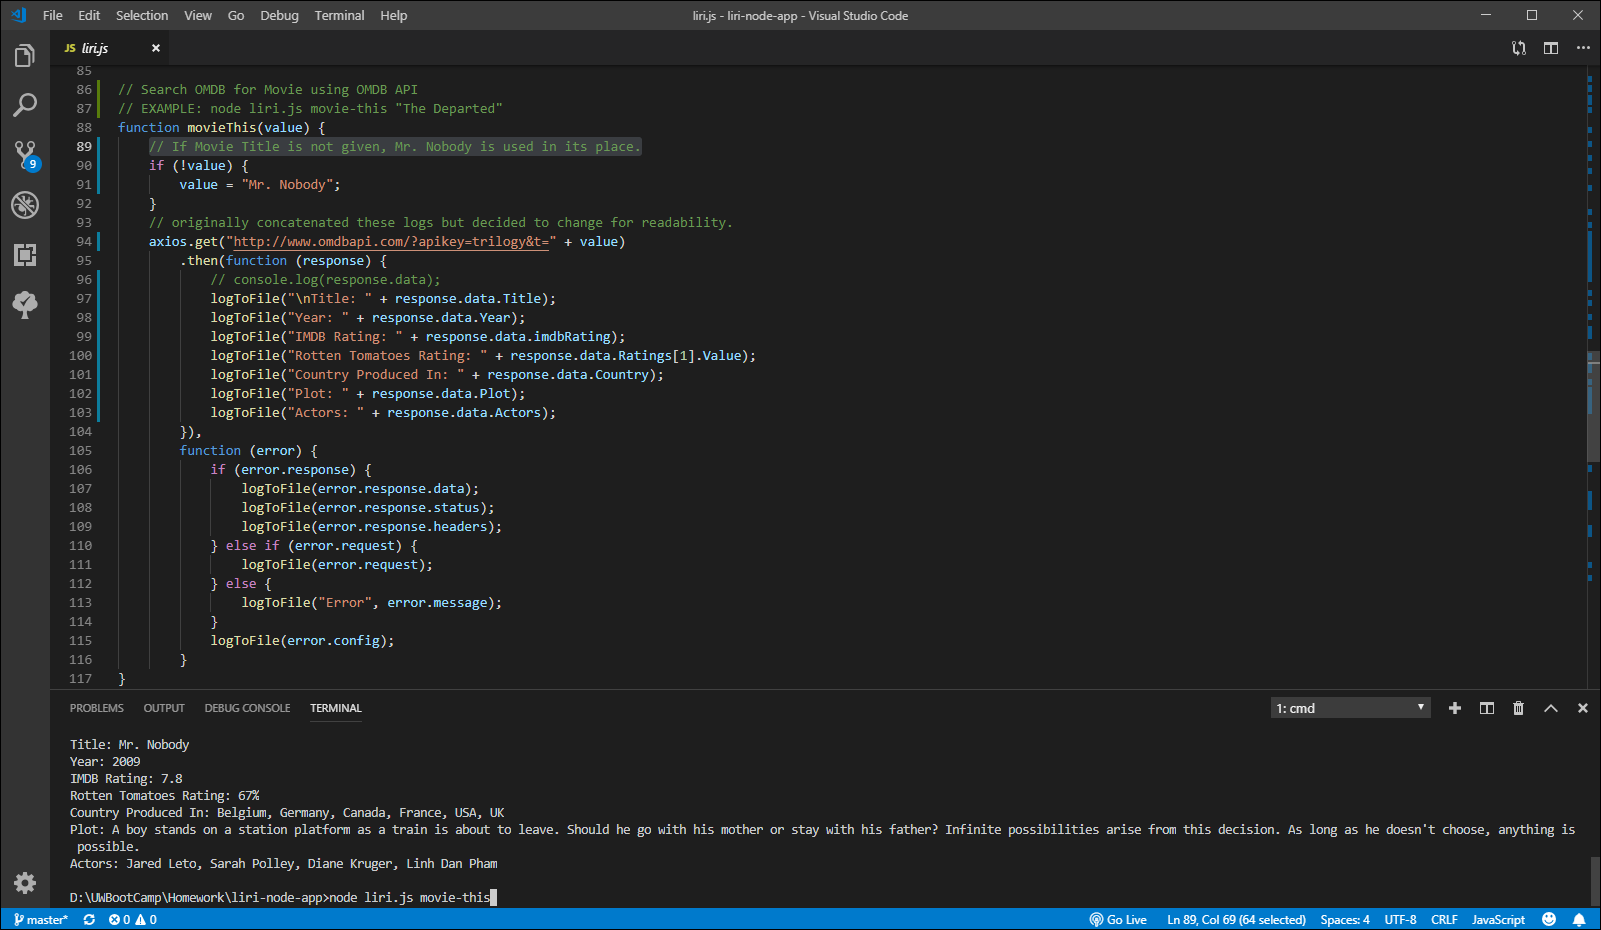 File Edit Selection View Go Debug Terminal Help
liri.js - liri-node-app - Visual Studio Code
JS liri.js
85
86 // Search OMDB for Movie using OMDB API
87 // EXAMPLE: node liri.js movie-this "The Departed"
88 function movieThis(value) {
89 // If Movie Title is not given, Mr. Nobody is used in its place.
90 if (!value) {
91 value = "Mr. Nobody";
92 }
93 // originally concatenated these logs but decided to change for readability.
94 axios.get("http://www.omdbapi.com/?apikey=trilogy&t=" + value)
95 .then(function (response) {
96 // console.log(response.data);
97 logToFile("\nTitle: " + response.data.Title);
98 logToFile("Year: " + response.data.Year);
99 logToFile("IMDB Rating: " + response.data.imdbRating);
100 logToFile("Rotten Tomatoes Rating: " + response.data.Ratings[1].Value);
101 logToFile("Country Produced In: " + response.data.Country);
102 logToFile("Plot: " + response.data.Plot);
103 logToFile("Actors: " + response.data.Actors);
104 }),
105 function (error) {
106 if (error.response) {
107 logToFile(error.response.data);
108 logToFile(error.response.status);
109 logToFile(error.response.headers);
110 } else if (error.request) {
111 logToFile(error.request);
112 } else {
113 logToFile("Error", error.message);
114 }
115 logToFile(error.config);
116 }
117 }
9
PROBLEMS OUTPUT DEBUG CONSOLE TERMINAL
1: cmd
Title: Mr. Nobody
Year: 2009
IMDB Rating: 7.8
Rotten Tomatoes Rating: 67%
Country Produced In: Belgium, Germany, Canada, France, USA, UK
Plot: A boy stands on a station platform as a train is about to leave. Should he go with his mother or stay with his father? Infinite possibilities arise from this decision. As long as he doesn't choose, anything is
possible.
Actors: Jared Leto, Sarah Polley, Diane Kruger, Linh Dan Pham
D:\UWBootCamp\Homework\liri-node-app>node liri.js movie-this
master* 0 0 Go Live Ln 89, Col 69 (64 selected) Spaces: 4 UTF-8 CRLF JavaScript